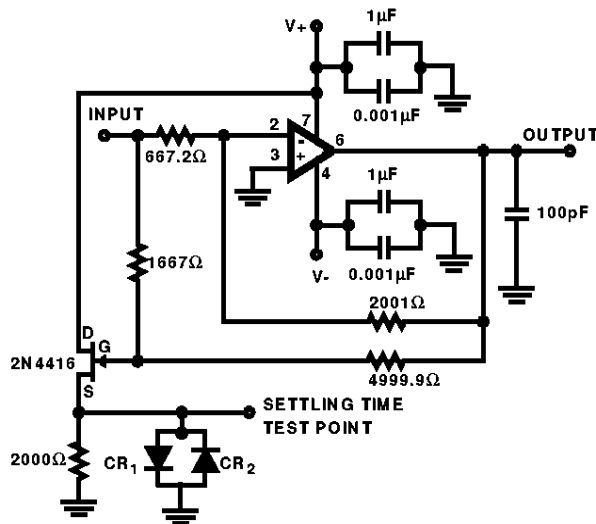 1µF
V+
0.001µF
INPUT
2
7
-
6
OUTPUT
667.2Ω
3
+
4
1µF
100pF
1667Ω
V-
0.001µF
2001Ω
D
G
2N4416
S
4999.9Ω
SETTLING TIME
TEST POINT
2000Ω
CR1
CR2